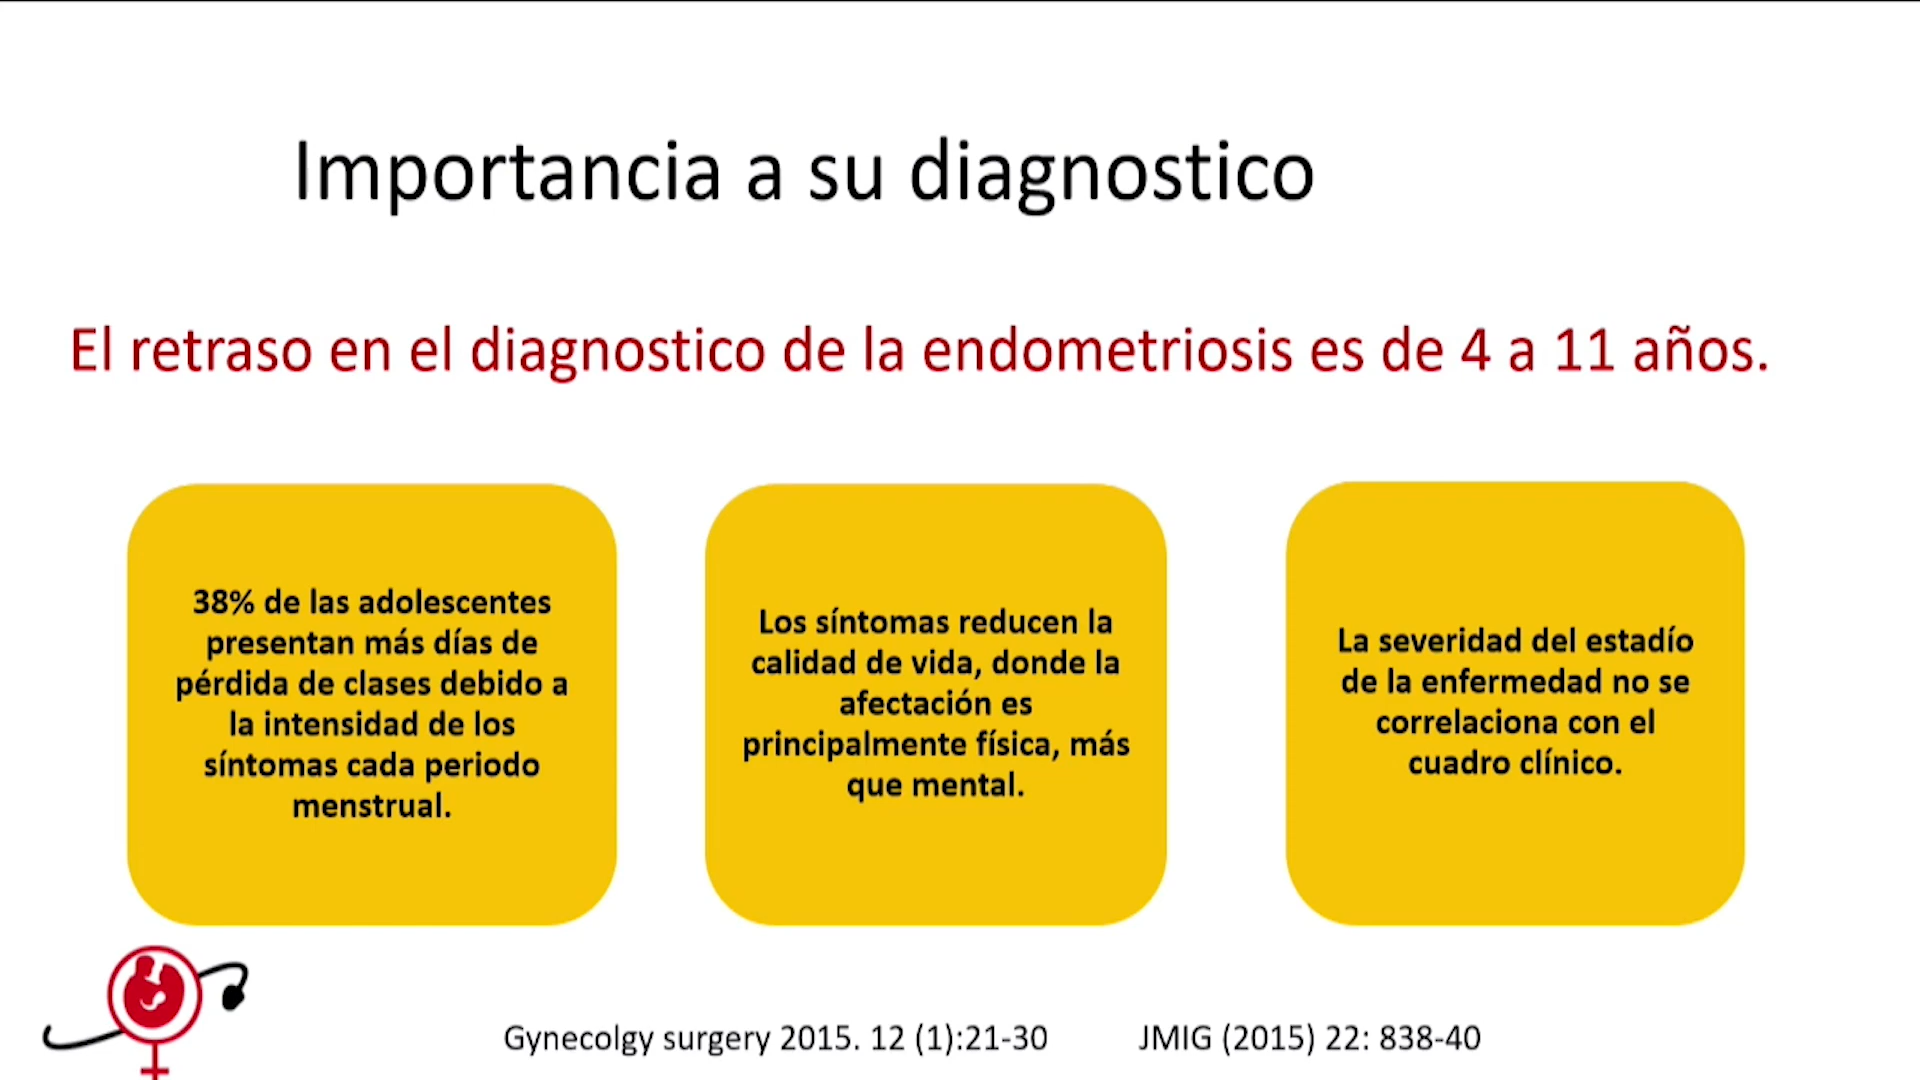 Importancia a su diagnostico
El retraso en el diagnostico de la endometriosis es de 4 a 11 años.
38% de las adolescentes
presentan más días de
pérdida de clases debido a
la intensidad de los
síntomas cada periodo
menstrual.
Los síntomas reducen la
calidad de vida, donde la
afectación es
principalmente física, más
que mental.
La severidad del estadío
de la enfermedad no se
correlaciona con el
cuadro clínico.
Gynecolgy surgery 2015. 12 (1):21-30
JMIG (2015) 22: 838-40